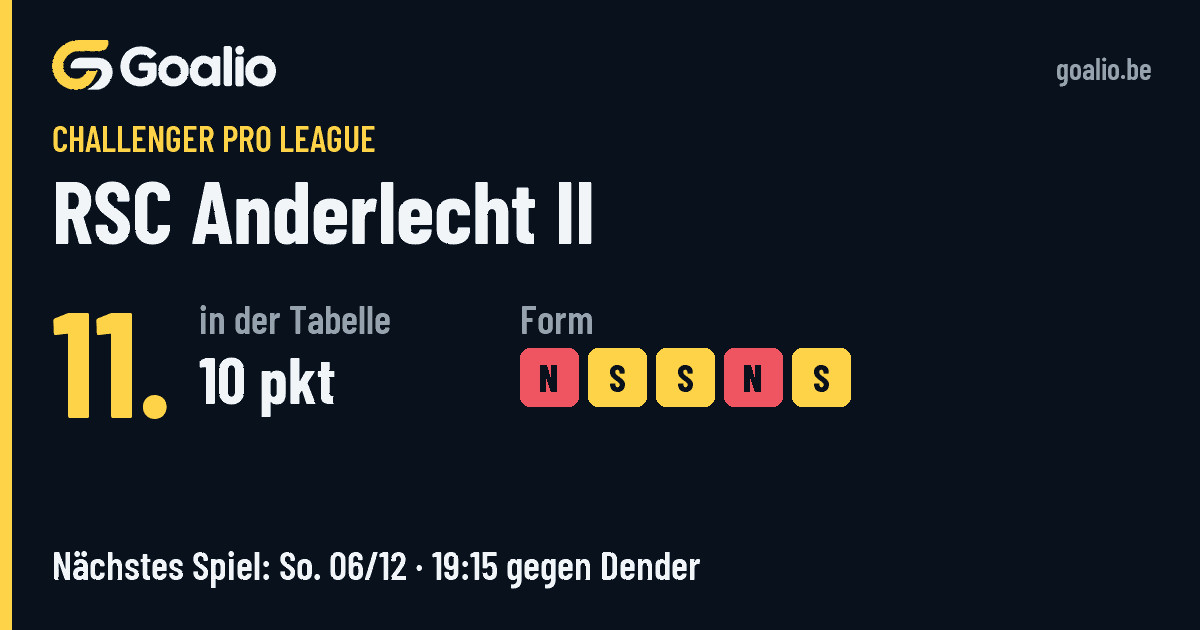 Goalio
goalio.be
CHALLENGER PRO LEAGUE
RSC Anderlecht II
11.
in der Tabelle
10 pkt
Form
N S S N S
Nächstes Spiel: So. 06/12 · 19:15 gegen Dender